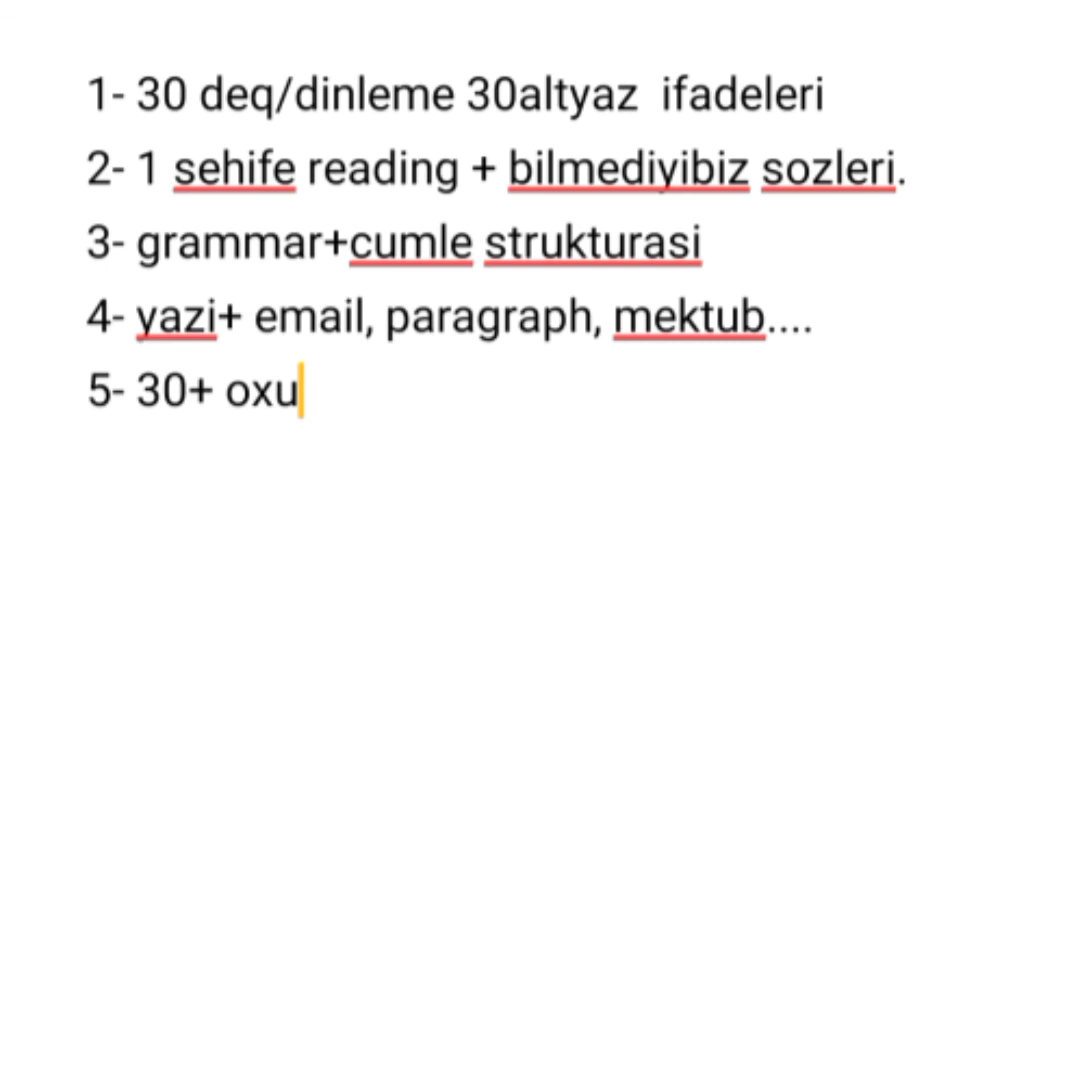 1- 30 deq/dinleme 30altyaz  ifadeleri
2- 1 sehife reading + bilmediyibiz sozleri.
3- grammar+cumle strukturasi
4- yazi+ email, paragraph, mektub....
5- 30+ oxu